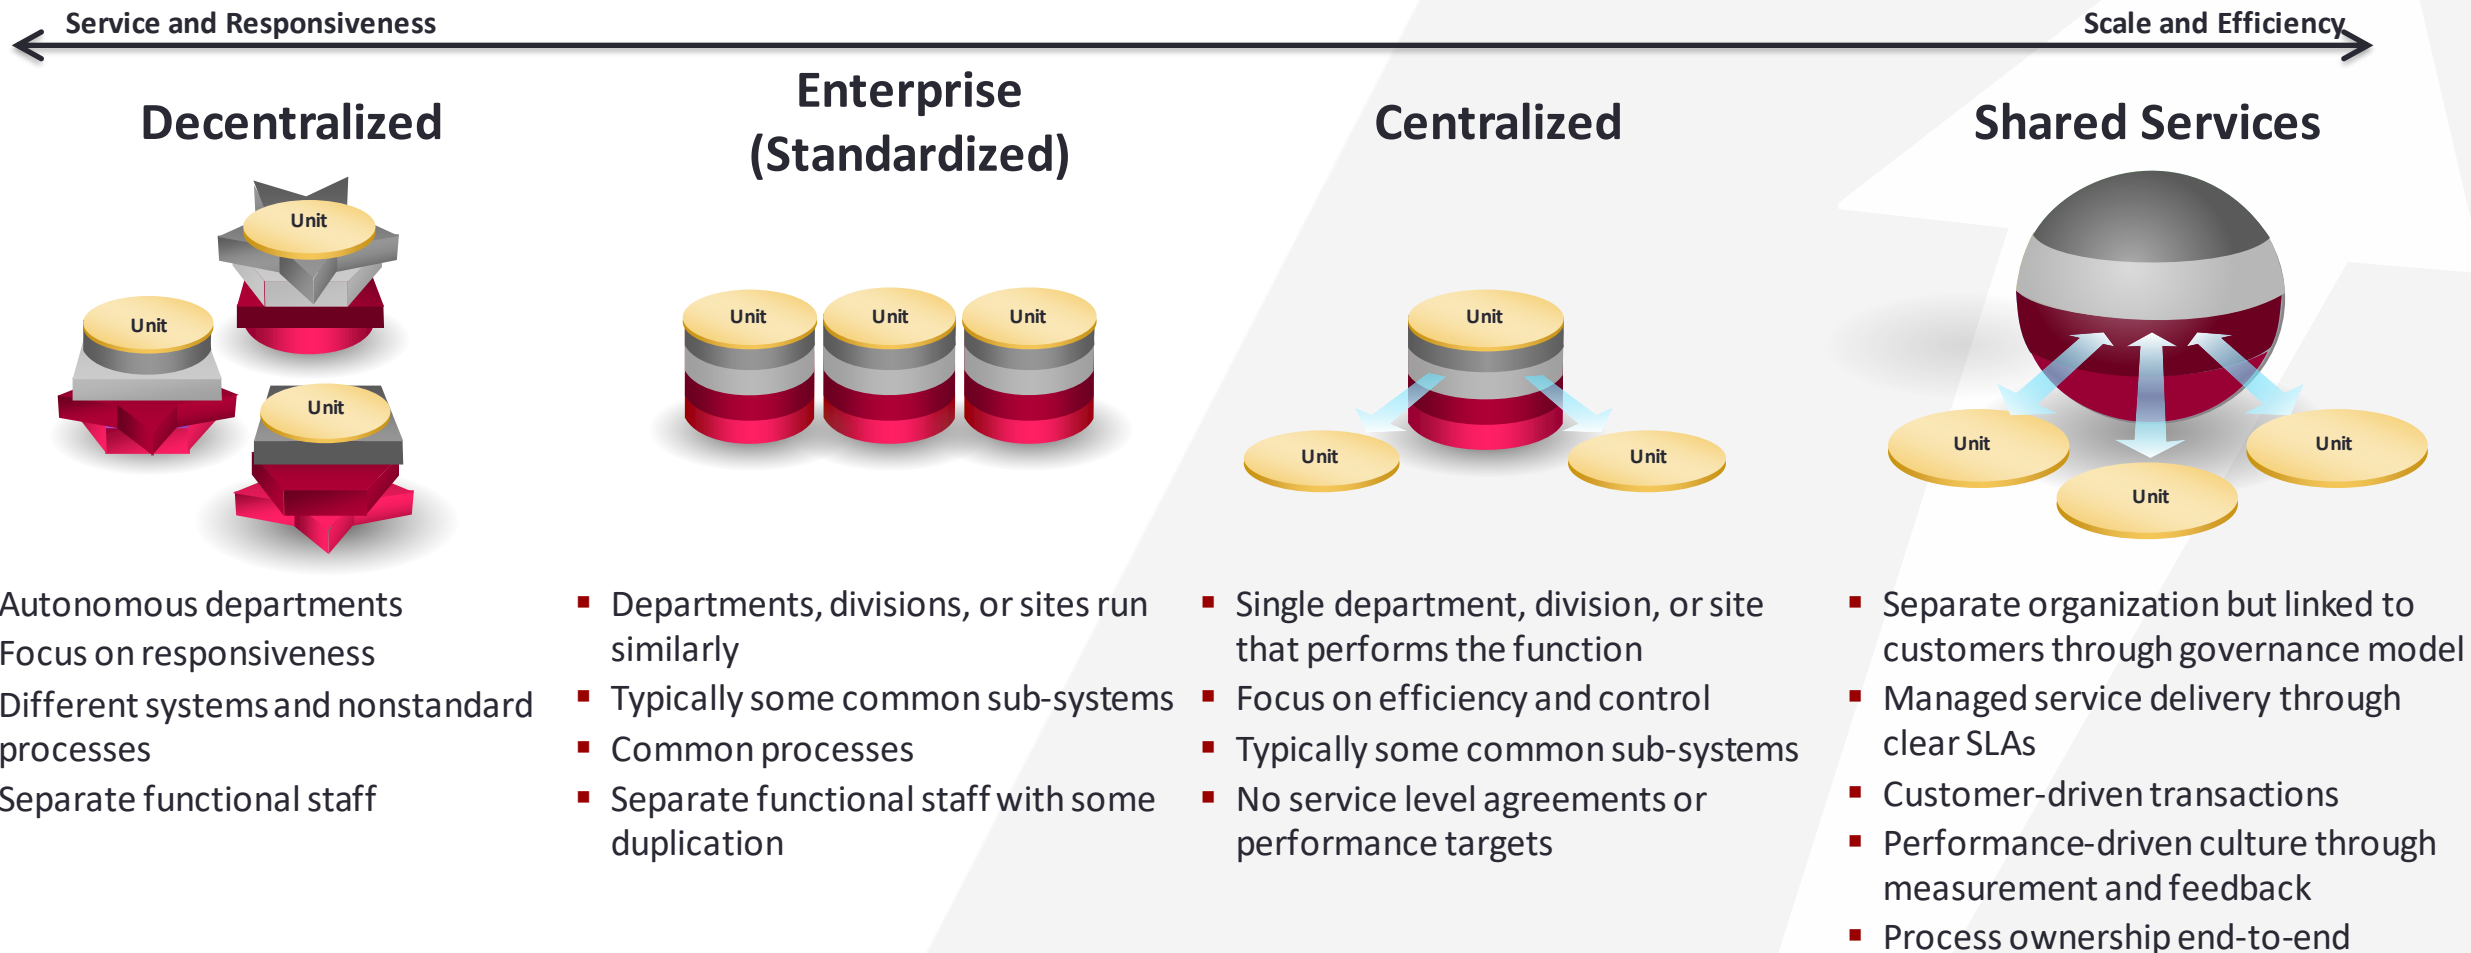 Service and Responsiveness
Scale and Efficiency
Decentralized
Enterprise
(Standardized)
Centralized
Shared Services
Unit
Unit
Unit
Unit
Unit
Unit
Unit
Unit
Unit
Unit
Unit
Unit
Autonomous departments
Focus on responsiveness
Different systems and nonstandard
processes
Separate functional staff
▪ Departments, divisions, or sites run
similarly
▪ Typically some common sub-systems
▪ Common processes
▪ Separate functional staff with some
duplication
▪ Single department, division, or site
that performs the function
▪ Focus on efficiency and control
▪ Typically some common sub-systems
▪ No service level agreements or
performance targets
▪ Separate organization but linked to
customers through governance model
▪ Managed service delivery through
clear SLAs
▪ Customer-driven transactions
▪ Performance-driven culture through
measurement and feedback
▪ Process ownership end-to-end